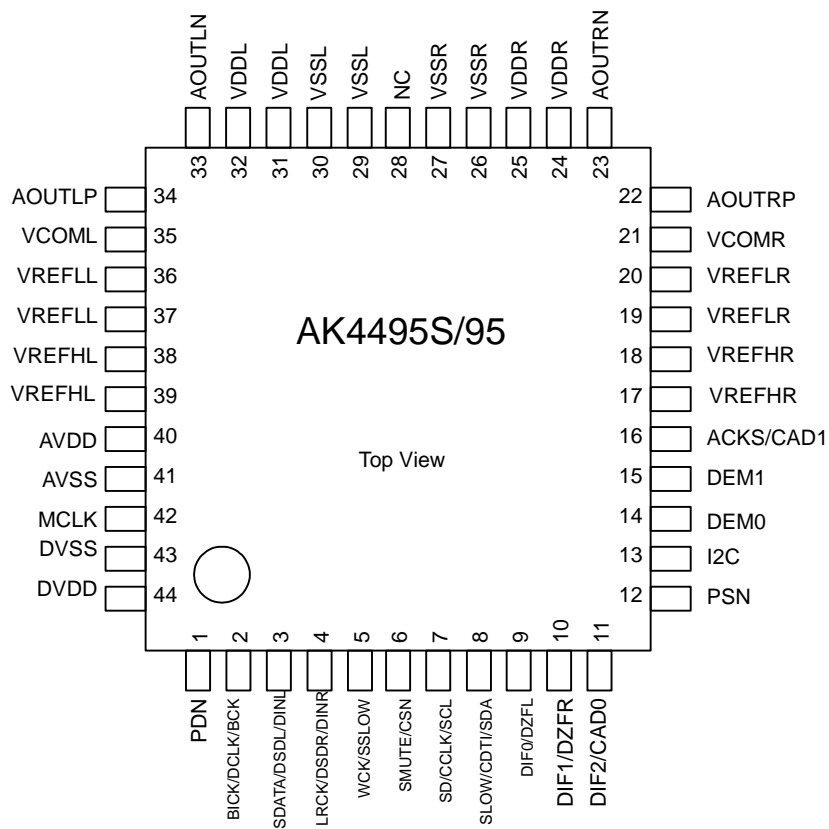 AOUTLN VDDL VDDL VSSL VSSL NC VSSR VSSR VDDR VDDR AOUTRN
33 32 31 30 29 28 27 26 25 24 23
AOUTLP 34 22 AOUTRP
VCOML 35 21 VCOMR
VREFLL 36 20 VREFLR
VREFLL 37 19 VREFLR
AK4495S/95
VREFHL 38 18 VREFHR
VREFHL 39 17 VREFHR
AVDD 40 16 ACKS/CAD1
Top View
AVSS 41 15 DEM1
MCLK 42 14 DEM0
DVSS 43 13 I2C
DVDD 44 12 PSN
1 2 3 4 5 6 7 8 9 10 11
PDN BICK/DCLK/BCK SDATA/DSDL/DINL LRCK/DSDR/DINR WCK/SSLOW SMUTE/CSN SD/CCLK/SCL SLOW/CDTI/SDA DIF0/DZFL DIF1/DZFR DIF2/CAD0